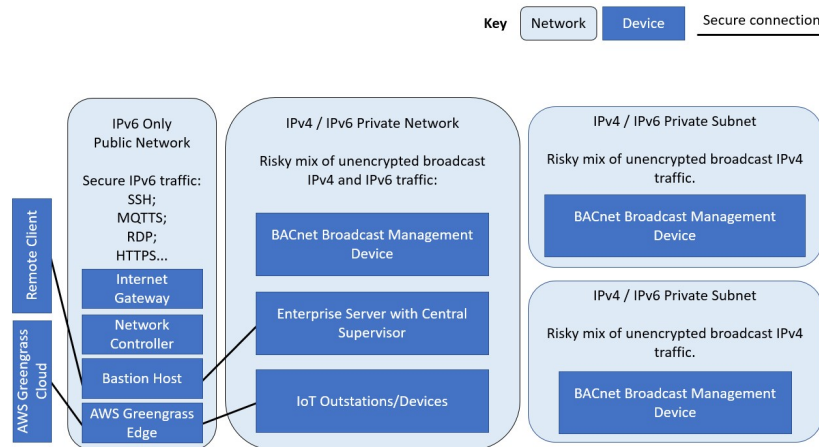 Key
Network
Device
Secure connection
Remote Client
AWS Greengrass
Cloud
IPv6 Only
Public Network
Secure IPv6 traffic:
SSH;
MQTTS;
RDP;
HTTPS...
Internet
Gateway
Network
Controller
Bastion Host
AWS Greengrass
Edge
IPv4 / IPv6 Private Network
Risky mix of unencrypted broadcast
IPv4 and IPv6 traffic:
BACnet Broadcast Management
Device
Enterprise Server with Central
Supervisor
IoT Outstations/Devices
IPv4 / IPv6 Private Subnet
Risky mix of unencrypted broadcast IPv4
traffic.
BACnet Broadcast Management
Device
IPv4 / IPv6 Private Subnet
Risky mix of unencrypted broadcast IPv4
traffic.
BACnet Broadcast Management
Device